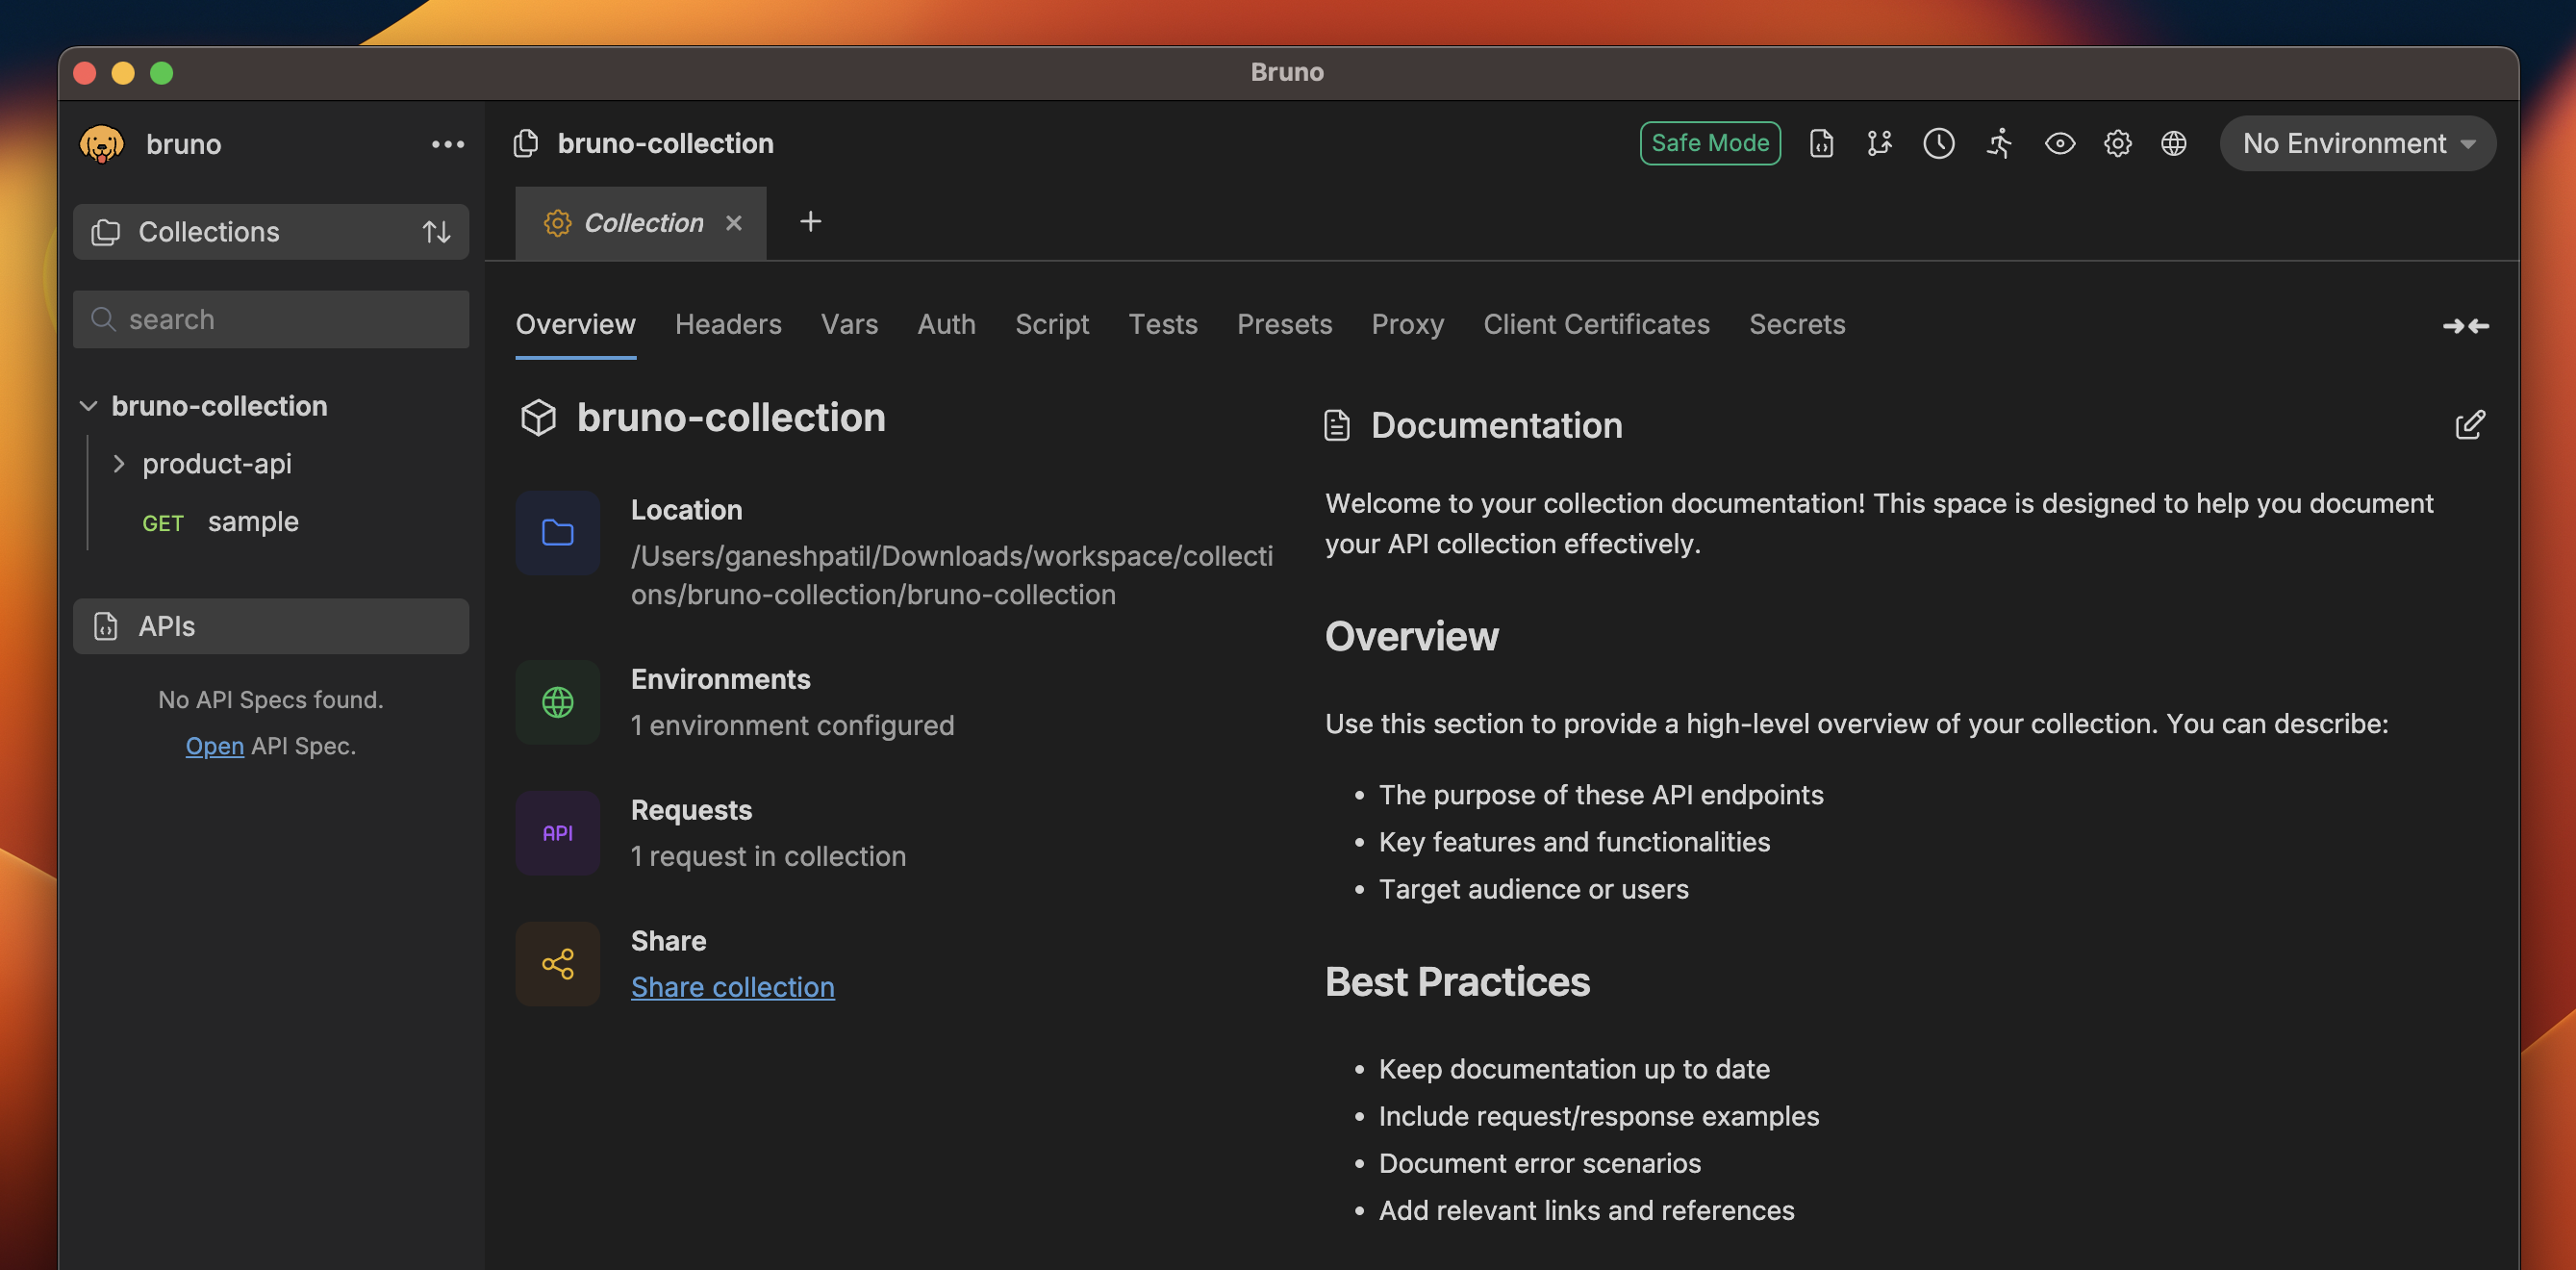 Bruno
bruno
Collections
search
bruno-collection
product-api
GET sample
APIs
No API Specs found.
Open API Spec.
bruno-collection
Safe Mode
No Environment
Collection
Overview Headers Vars Auth Script Tests Presets Proxy Client Certificates Secrets
bruno-collection
Location
/Users/ganeshpatil/Downloads/workspace/collecti
ons/bruno-collection/bruno-collection
Environments
1 environment configured
API
Requests
1 request in collection
Share
Share collection
Documentation
Welcome to your collection documentation! This space is designed to help you document
your API collection effectively.
Overview
Use this section to provide a high-level overview of your collection. You can describe:
• The purpose of these API endpoints
• Key features and functionalities
• Target audience or users
Best Practices
• Keep documentation up to date
• Include request/response examples
• Document error scenarios
• Add relevant links and references